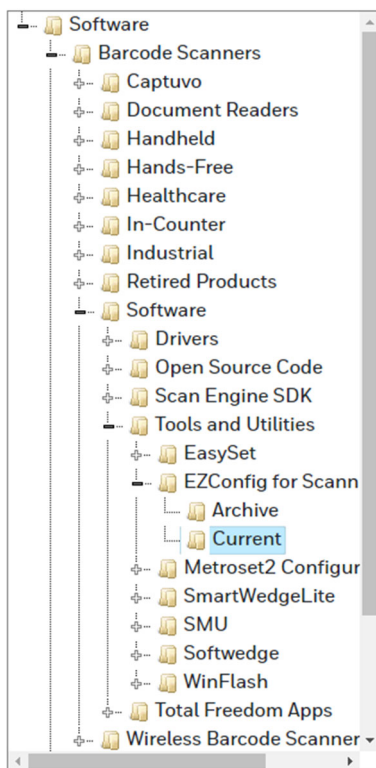 Software
Barcode Scanners
Captuvo
Document Readers
Handheld
Hands-Free
Healthcare
In-Counter
Industrial
Retired Products
Software
Drivers
Open Source Code
Scan Engine SDK
Tools and Utilities
EasySet
EZConfig for Scann
Archive
Current
Metroset2 Configur
SmartWedgeLite
SMU
Softwedge
WinFlash
Total Freedom Apps
Wireless Barcode Scanner